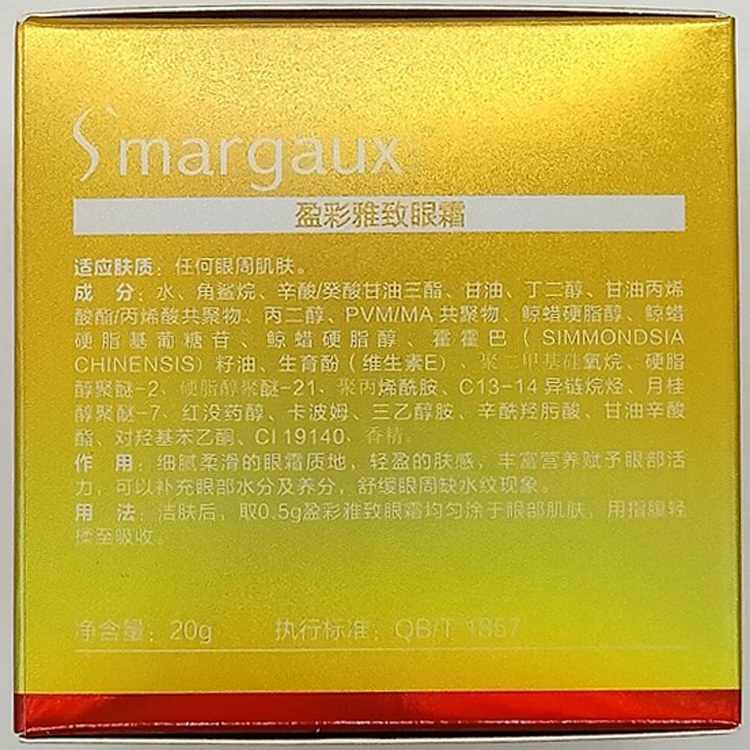 S'margaux
盈彩雅致眼霜
适应肤质：任何眼周肌肤。
成 分：水、角鲨烷、辛酸/癸酸甘油三酯、甘油、丁二醇、甘油丙烯
酸酯/丙烯酸共聚物、丙二醇、PVM/MA 共聚物、鲸蜡硬脂醇、鲸蜡
硬脂基葡糖苷、鲸蜡硬脂醇、霍霍巴（SIMMONDSIA
CHINENSIS）籽油、生育酚（维生素E）、聚二甲基硅氧烷、硬脂
醇聚醚-2、硬脂醇聚醚-21、聚丙烯酰胺、C13-14 异链烷烃、月桂
醇聚醚-7、红没药醇、卡波姆、三乙醇胺、辛酰羟肟酸、甘油辛酸
酯、对羟基苯乙酮、CI 19140、香精。
作 用：细腻柔滑的眼霜质地，轻盈的肤感，丰富营养赋予眼部活
力，可以补充眼部水分及养分，舒缓眼周缺水纹现象。
用 法：洁肤后，取0.5g盈彩雅致眼霜均匀涂于眼部肌肤，用指腹轻
揉至吸收。
净含量：20g 执行标准：QB/T 1857